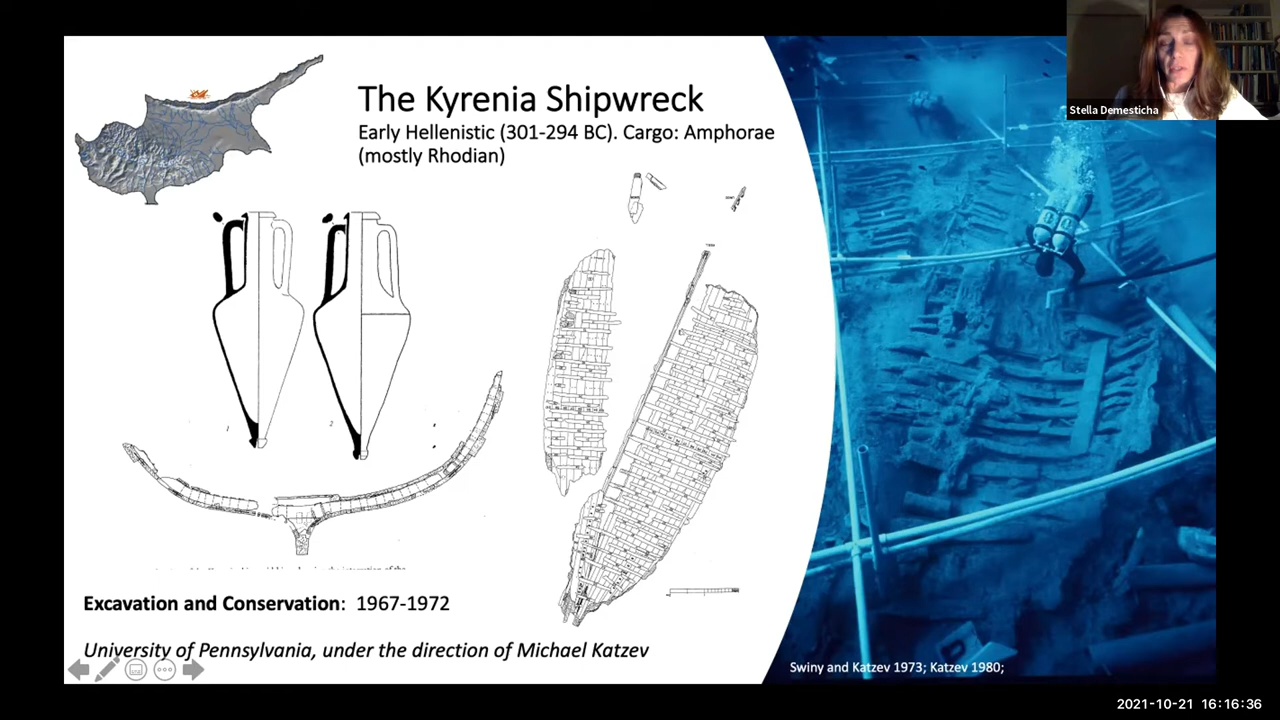 The Kyrenia Shipwreck
Early Hellenistic (301-294 BC). Cargo: Amphorae
(mostly Rhodian)
Stella Demesticha
1
2
Excavation and Conservation: 1967-1972
University of Pennsylvania, under the direction of Michael Katzev
Swiny and Katzev 1973; Katzev 1980;
2021-10-21 16:16:36